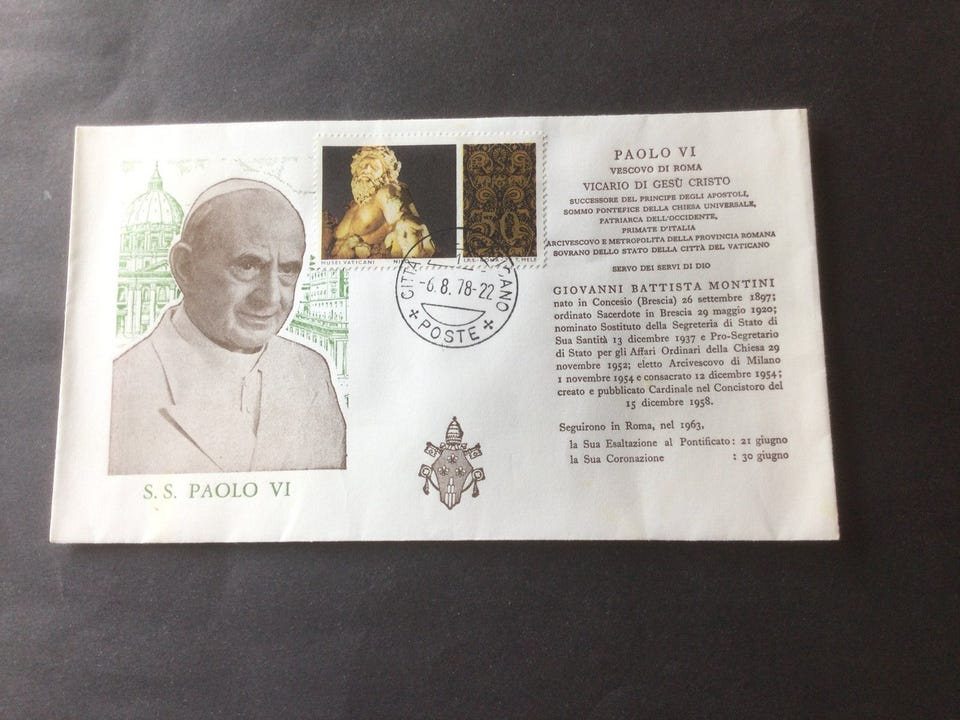 PAOLO VI
VESCOVO DI ROMA
VICARIO DI GESÙ CRISTO
SUCCESSORE DEL PRINCIPE DEGLI APOSTOLI,
SOMMO PONTEFICE DELLA CHIESA UNIVERSALE,
PATRIARCA DELL'OCCIDENTE,
PRIMATE D'ITALIA
ARCIVESCOVO E METROPOLITA DELLA PROVINCIA ROMANA
SOVRANO DELLO STATO DELLA CITTÀ DEL VATICANO
SERVO DEI SERVI DI DIO
GIOVANNI BATTISTA MONTINI
nato in Concesio (Brescia) 26 settembre 1897;
ordinato Sacerdote in Brescia 29 maggio 1920;
nominato Sostituto della Segreteria di Stato di
Sua Santità 13 dicembre 1937 e Pro-Segretario
di Stato per gli Affari Ordinari della Chiesa 29
novembre 1952; eletto Arcivescovo di Milano
1 novembre 1954 e consacrato 12 dicembre 1954;
creato e pubblicato Cardinale nel Concistoro del
15 dicembre 1958.
Seguirono in Roma, nel 1963,
la Sua Esaltazione al Pontificato : 21 giugno
la Sua Coronazione : 30 giugno
MUSEI VATICANI
CITTÀ
-6.8.78-22
POSTE
S. S. PAOLO VI